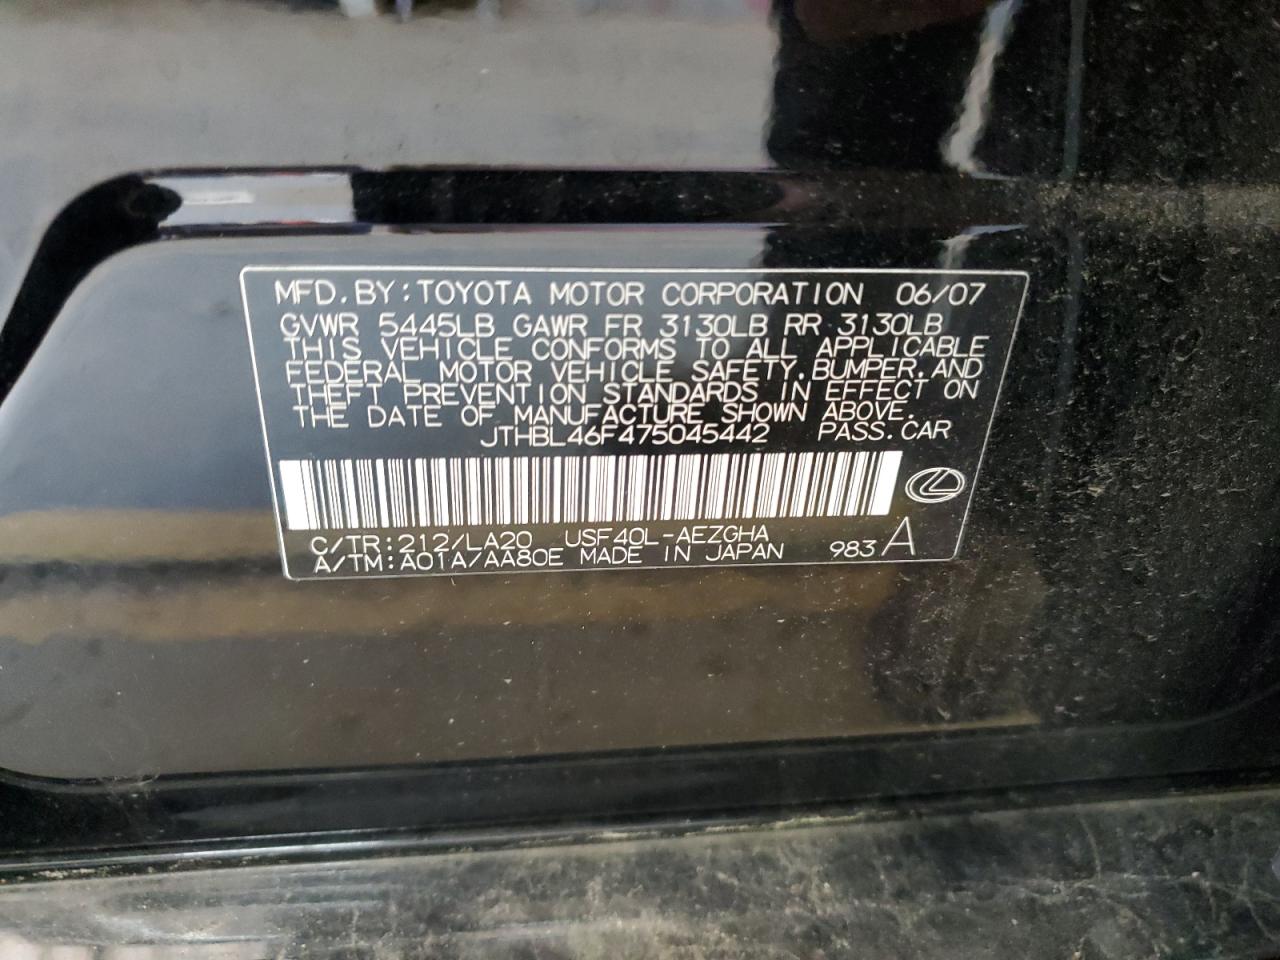 MFD. BY: TOYOTA MOTOR CORPORATION 06/07
GVWR 5445LB GAWR FR 3130LB RR 3130LB
THIS VEHICLE CONFORMS TO ALL APPLICABLE
FEDERAL MOTOR VEHICLE SAFETY, BUMPER, AND
THEFT PREVENTION STANDARDS IN EFFECT ON
THE DATE OF MANUFACTURE SHOWN ABOVE.
JTHBL46F475045442 PASS. CAR
C/TR: 212/LA20 USF40L-AEZGHA
A/TM: A01A/AA80E MADE IN JAPAN 983 A